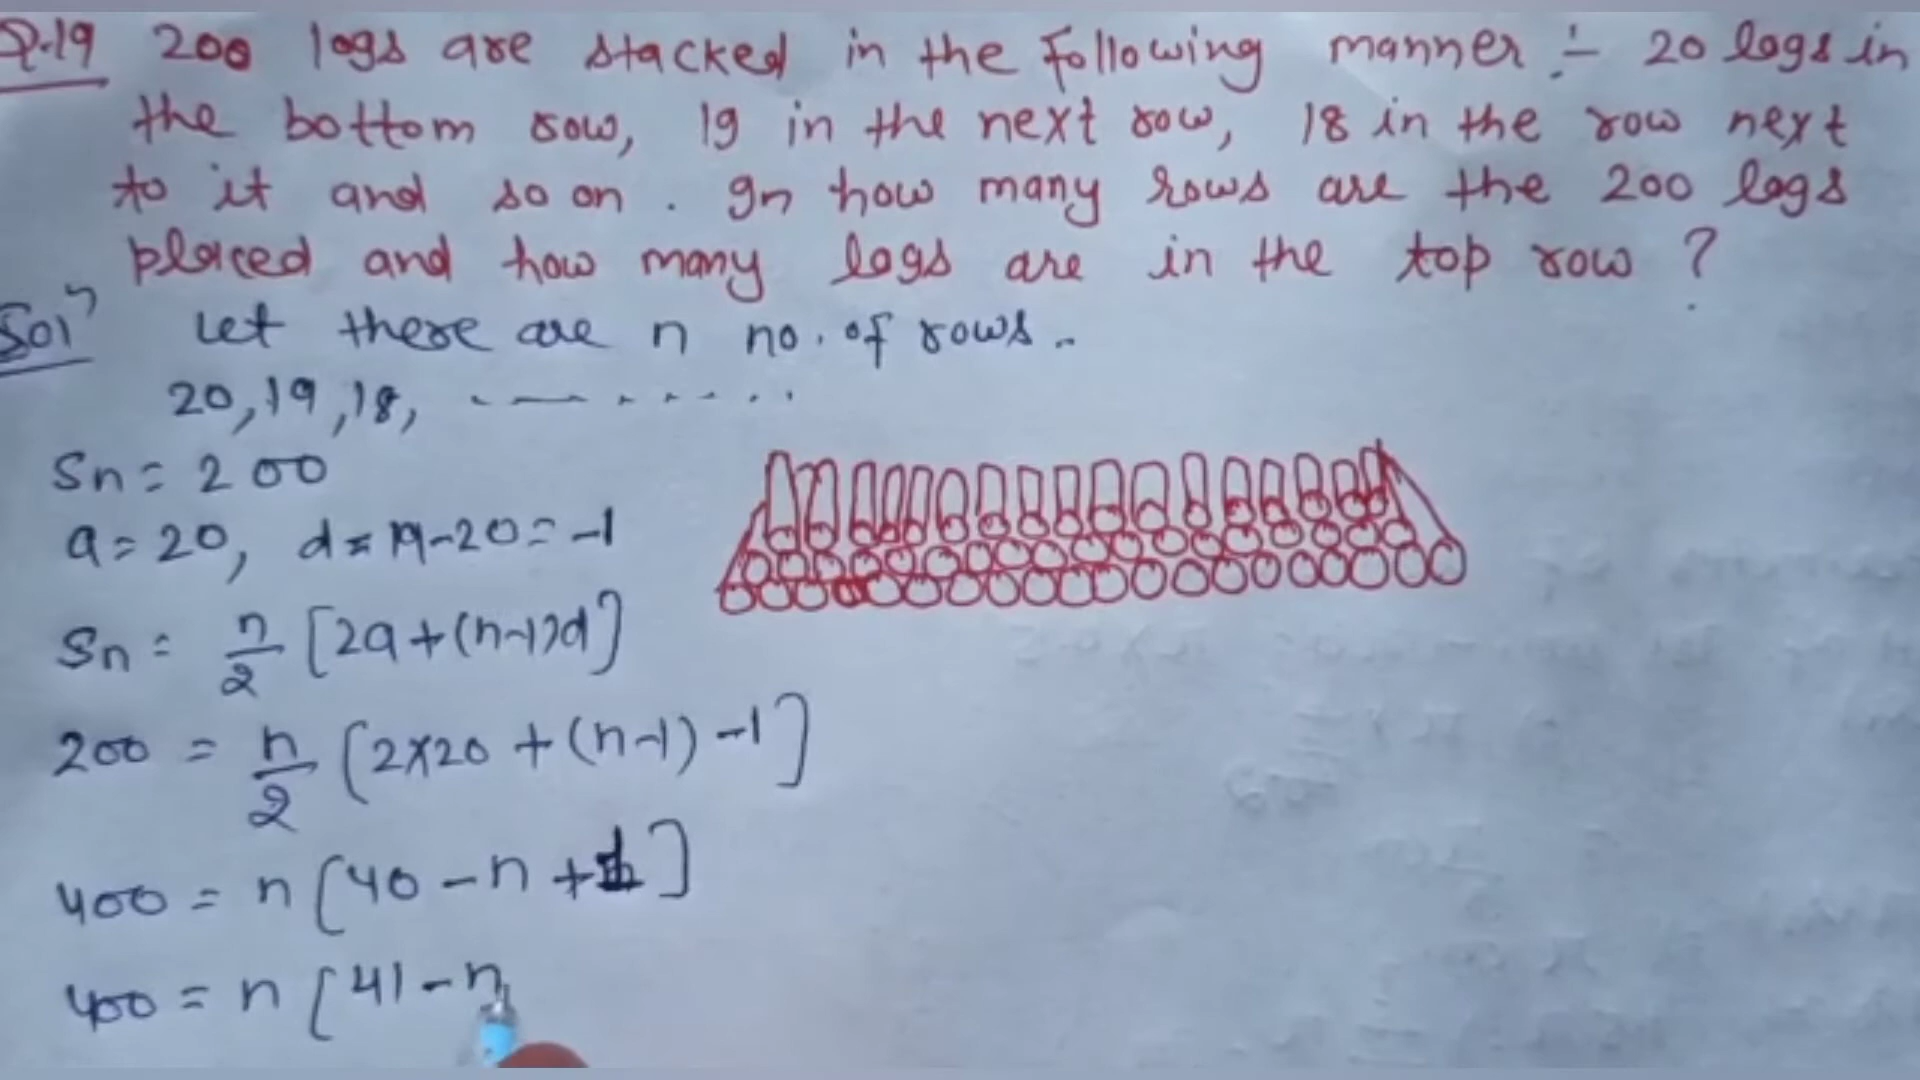 Q.19 200 logs are stacked in the following manner :- 20 logs in
the bottom row, 19 in the next row, 18 in the row next
to it and so on . In how many rows are the 200 logs
placed and how many logs are in the top row ?
Solⁿ Let there are n no. of rows.
20, 19, 18, - — . . . . . .
Sn = 200
a = 20, d = 19-20 = -1
Sn = n/2 [2a+(n-1)d]
200 = n/2 [2×20 + (n-1) -1]
400 = n [40 - n + 1]
400 = n [41 - n